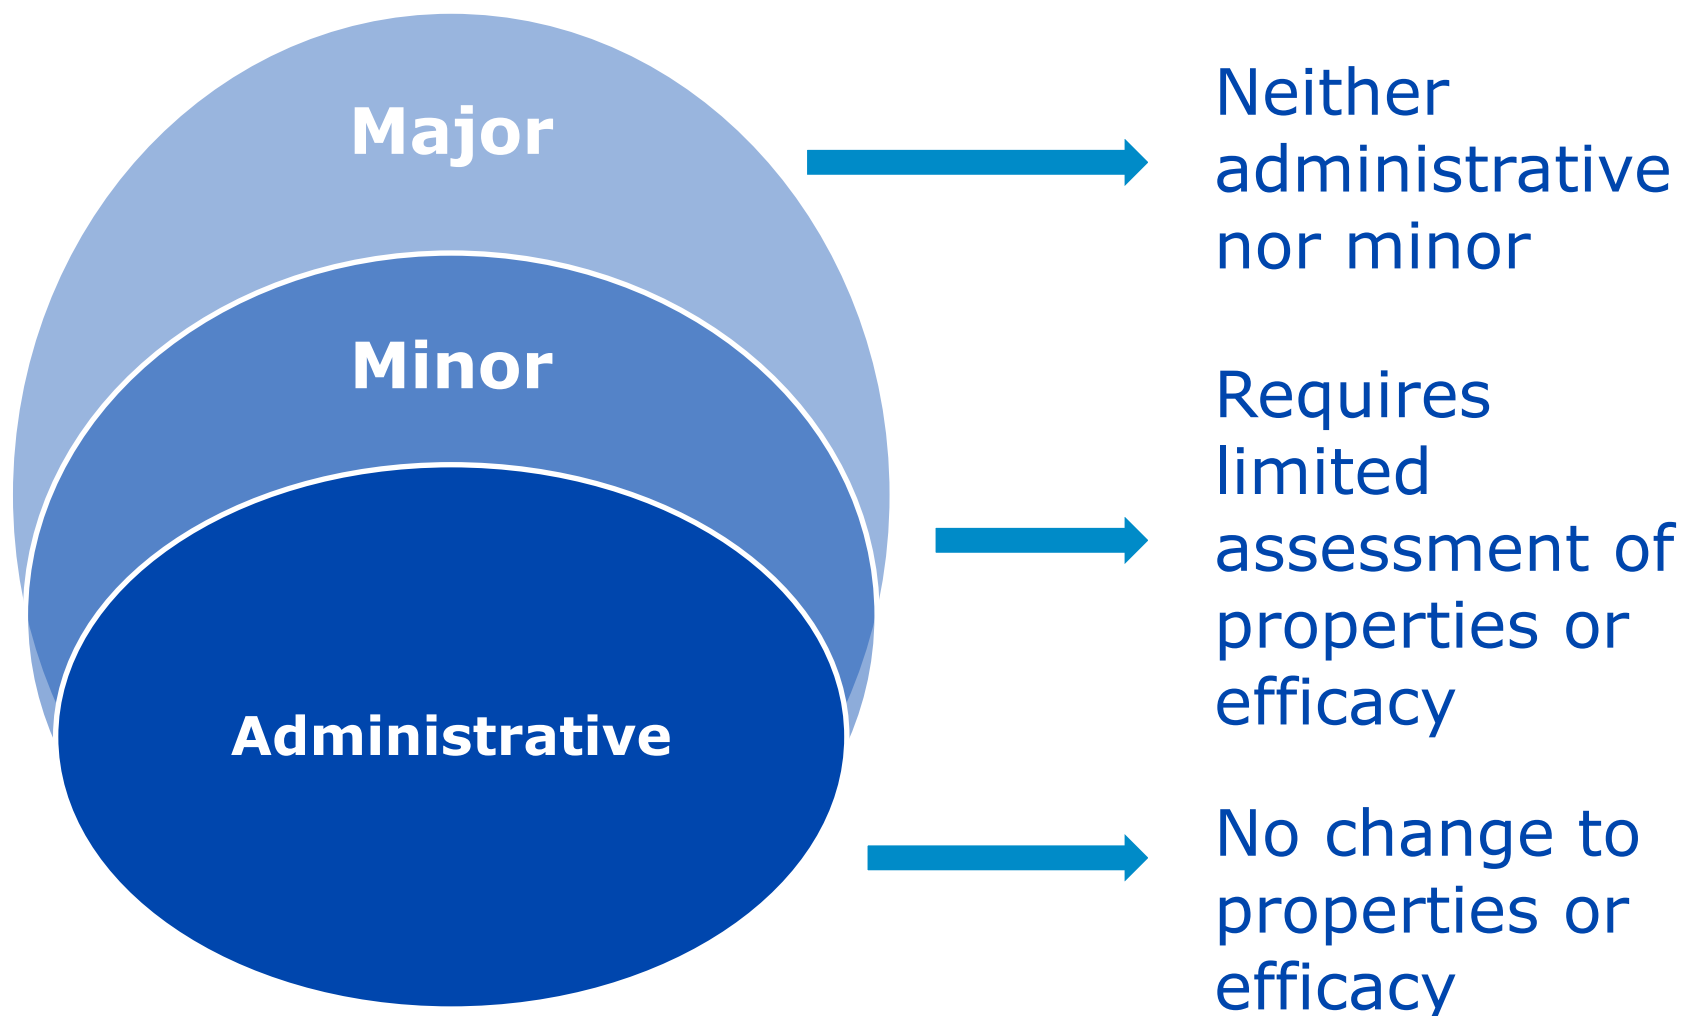 Major
Neither
administrative
nor minor
Minor
Requires
limited
assessment of
properties or
efficacy
Administrative
No change to
properties or
efficacy